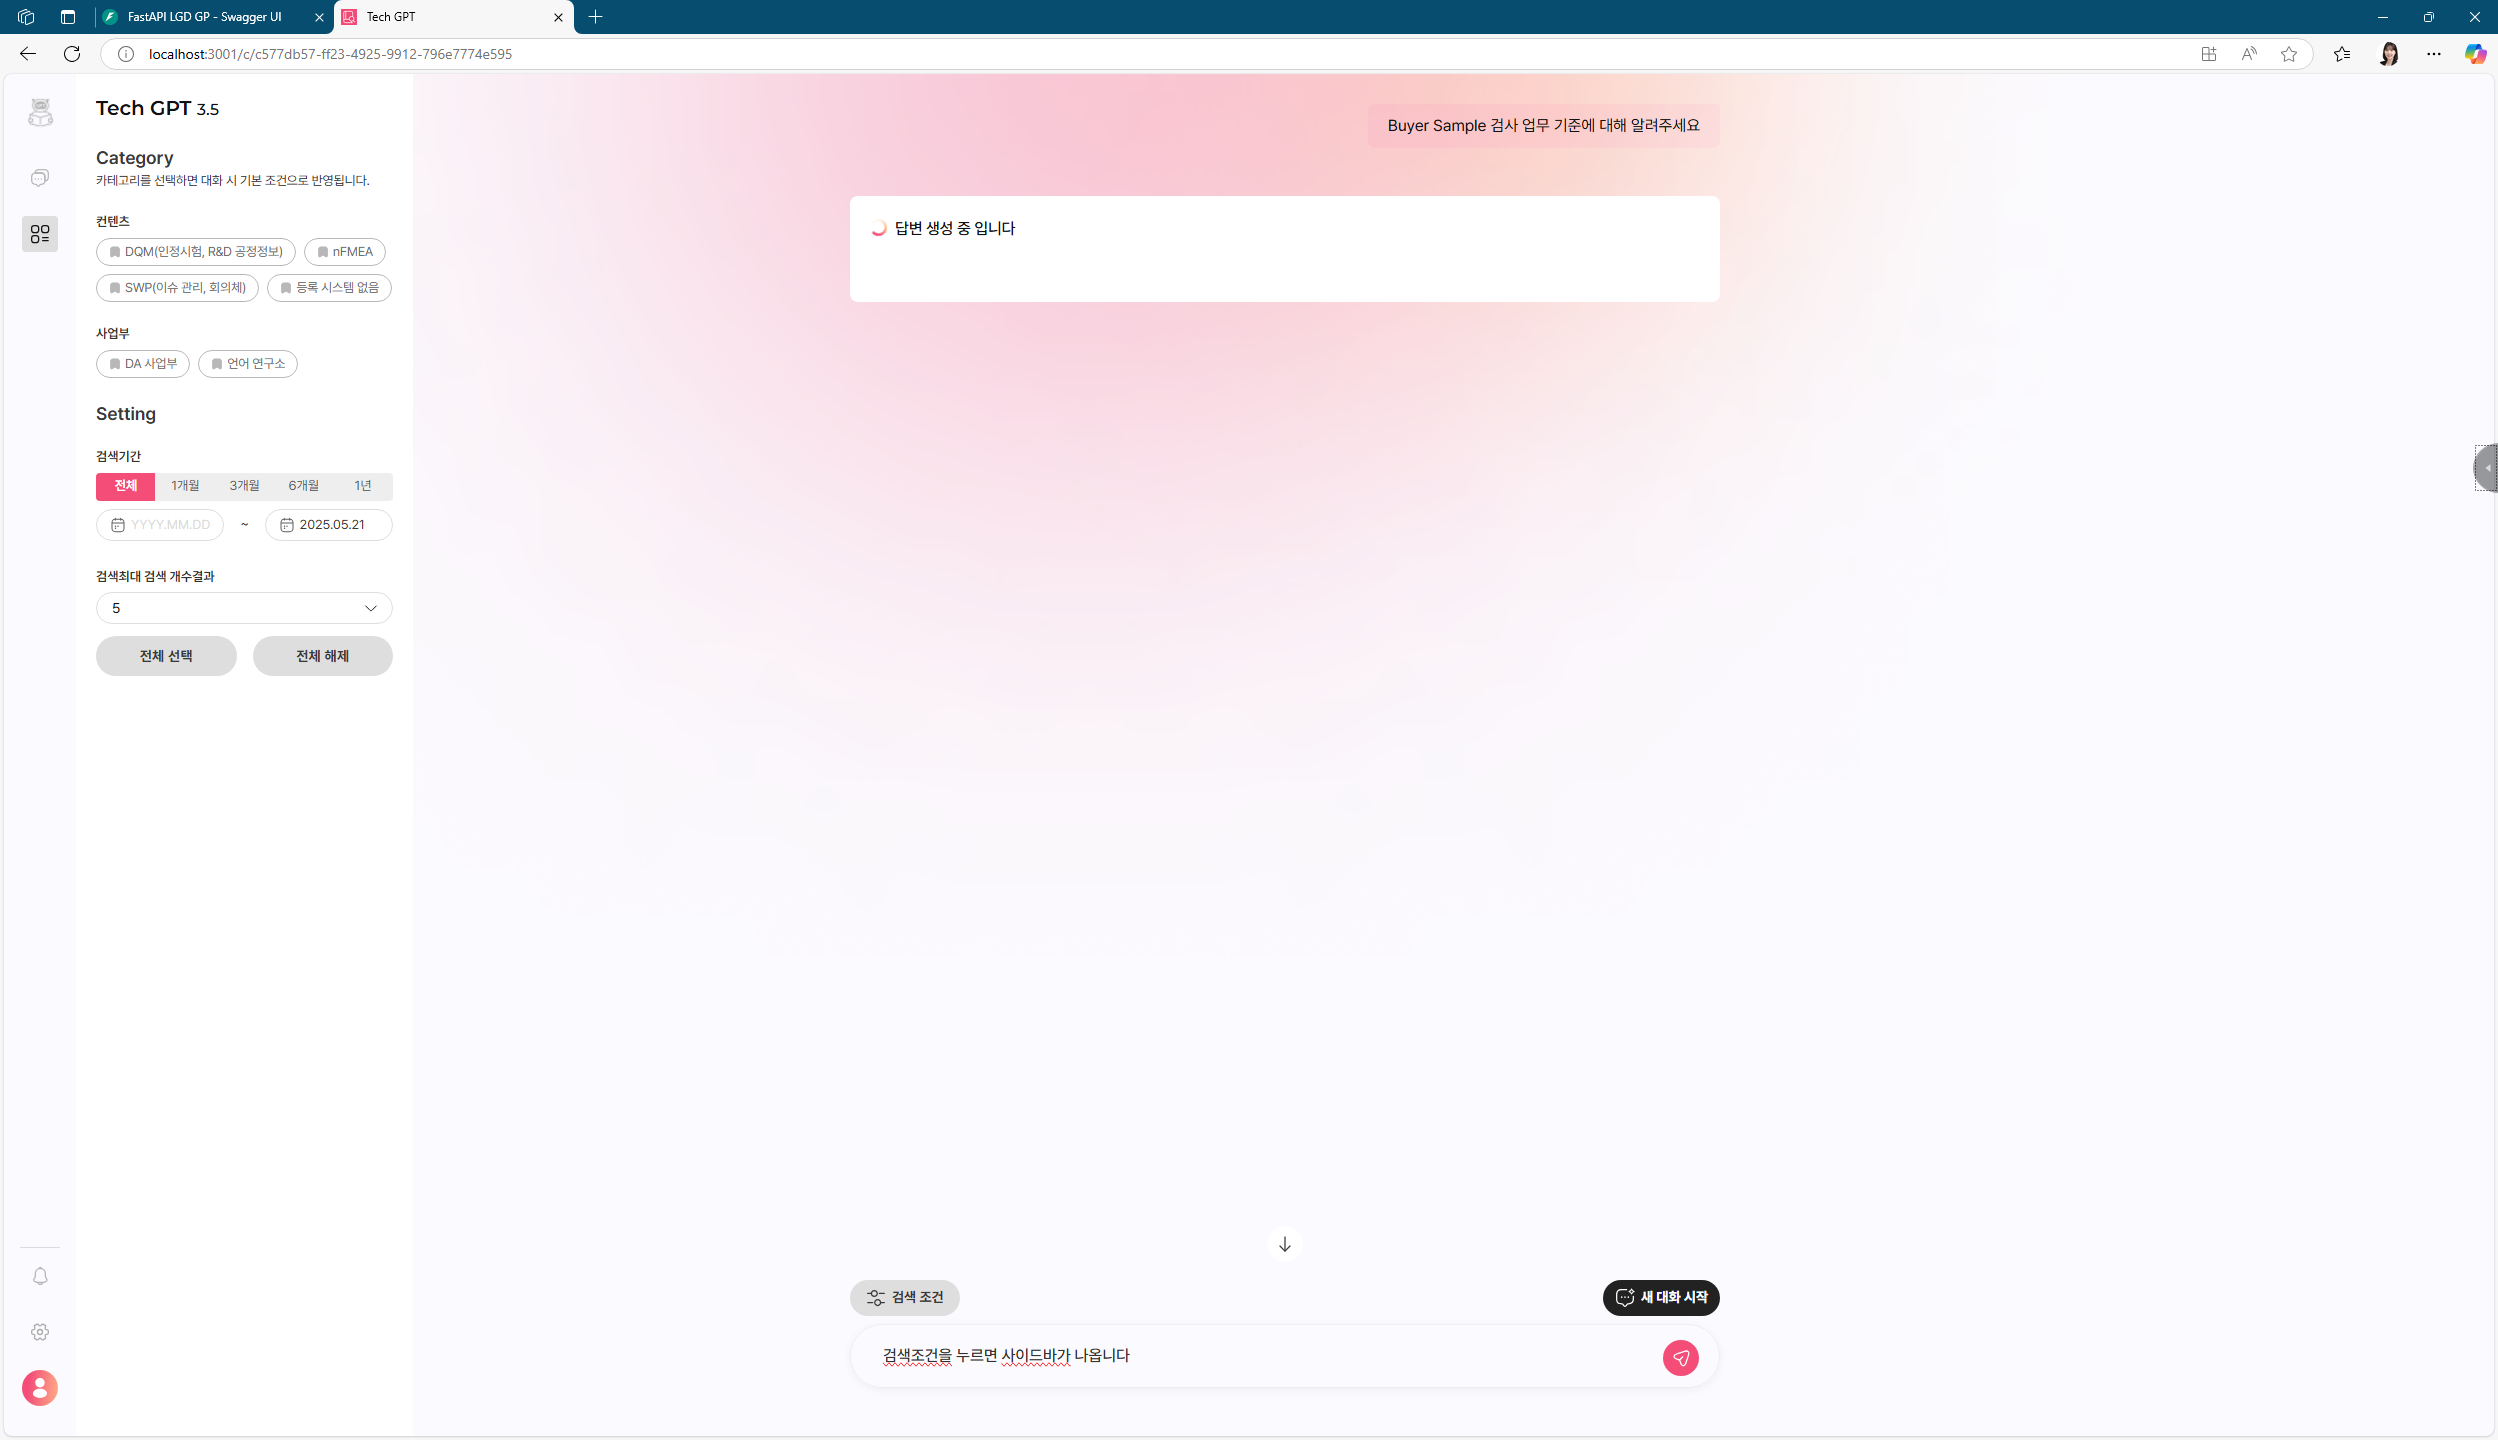 FastAPI LGD GP - Swagger UI
Tech GPT
localhost:3001/c/c577db57-ff23-4925-9912-796e7774e595
Tech GPT 3.5
Category
카테고리를 선택하면 대화 시 기본 조건으로 반영됩니다.
컨텐츠
DQM(인정시험, R&D 공정정보)
nFMEA
SWP(이슈 관리, 회의체)
등록 시스템 없음
사업부
DA 사업부
언어 연구소
Setting
검색기간
전체 1개월 3개월 6개월 1년
YYYY.MM.DD ~ 2025.05.21
검색최대 검색 개수결과
5
전체 선택
전체 해제
Buyer Sample 검사 업무 기준에 대해 알려주세요
답변 생성 중 입니다
검색 조건
새 대화 시작
검색조건을 누르면 사이드바가 나옵니다